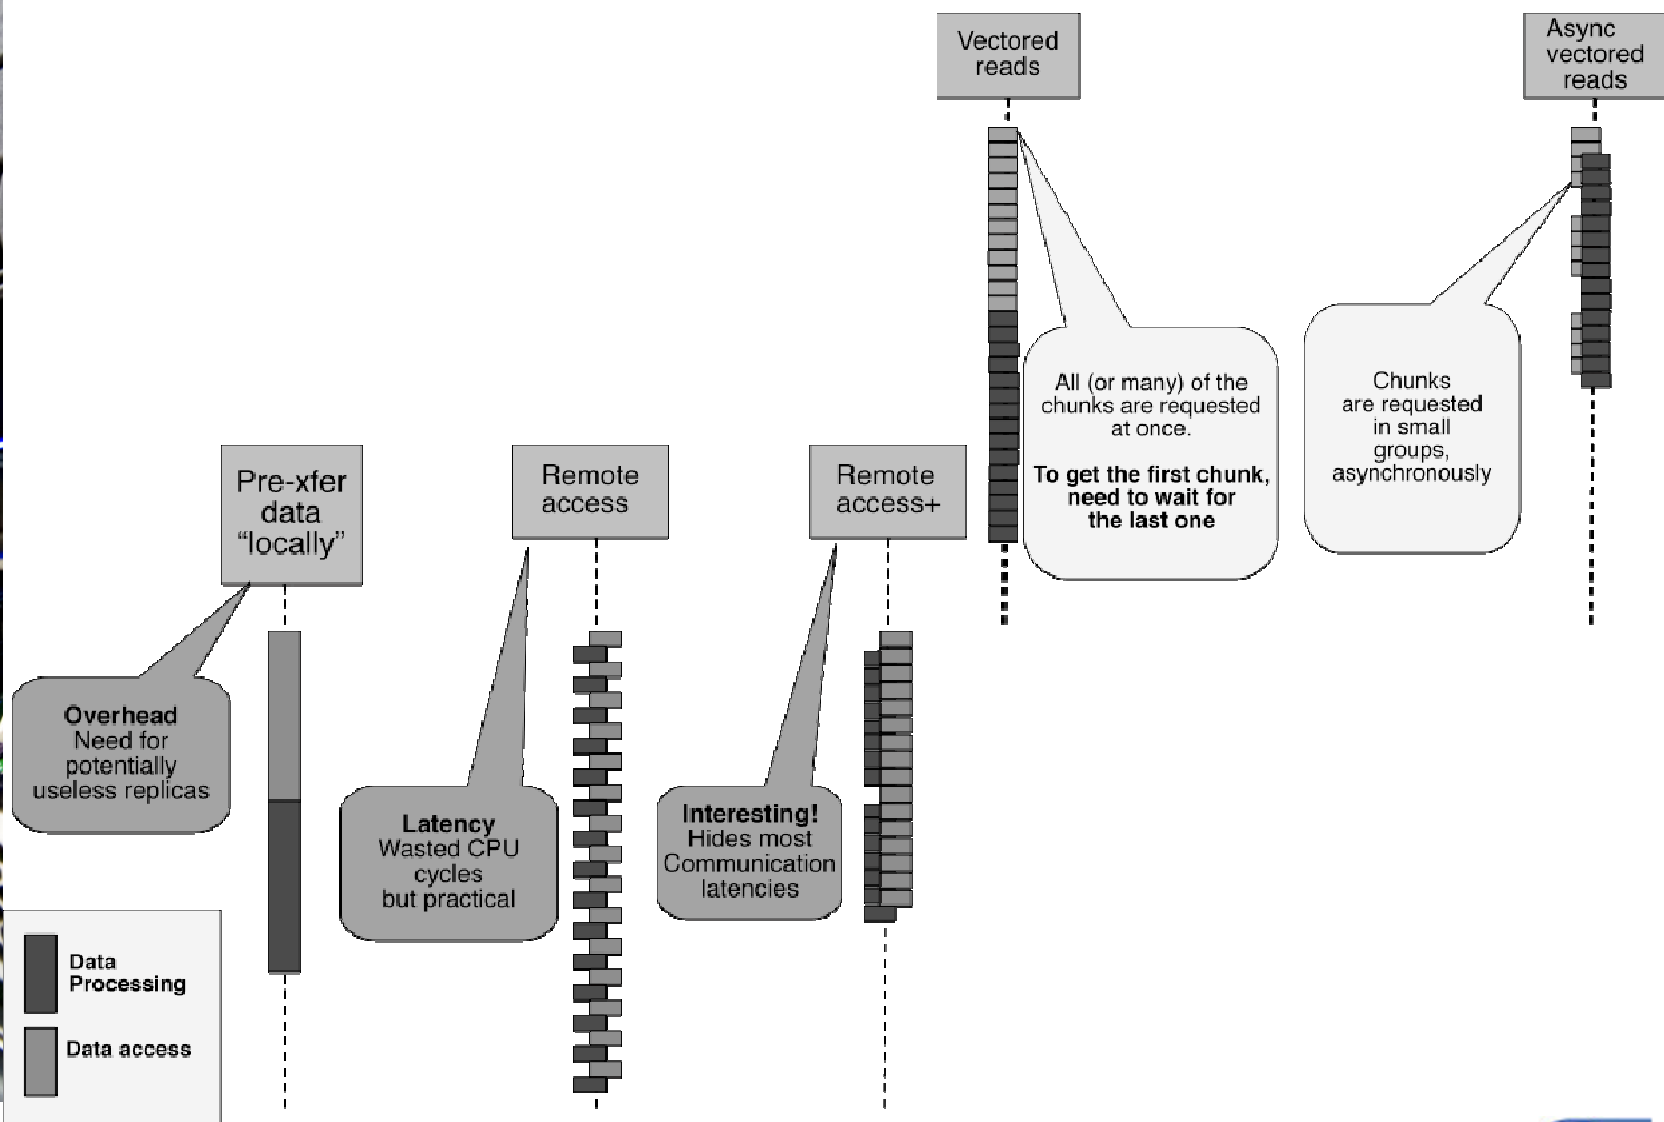 Vectored
reads
Async
vectored
reads
All (or many) of the
chunks are requested
at once.
To get the first chunk,
need to wait for
the last one
Chunks
are requested
in small
groups,
asynchronously
Pre-xfer
data
“locally”
Remote
access
Remote
access+
Overhead
Need for
potentially
useless replicas
Latency
Wasted CPU
cycles
but practical
Interesting!
Hides most
Communication
latencies
Data
Processing
Data access